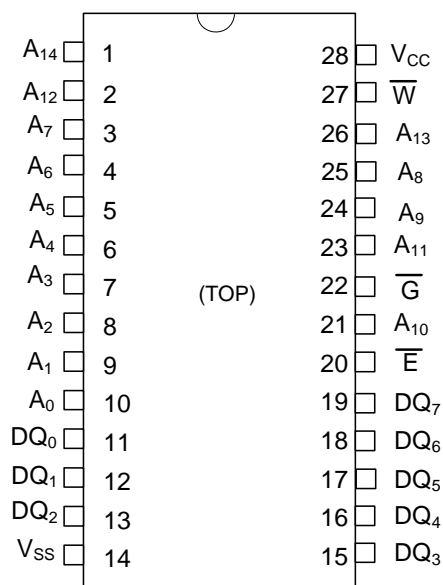 A₁₄ 1 28 V_CC
A₁₂ 2 27 W̅
A₇ 3 26 A₁₃
A₆ 4 25 A₈
A₅ 5 24 A₉
A₄ 6 23 A₁₁
A₃ 7 (TOP) 22 G̅
A₂ 8 21 A₁₀
A₁ 9 20 E̅
A₀ 10 19 DQ₇
DQ₀ 11 18 DQ₆
DQ₁ 12 17 DQ₅
DQ₂ 13 16 DQ₄
V_SS 14 15 DQ₃